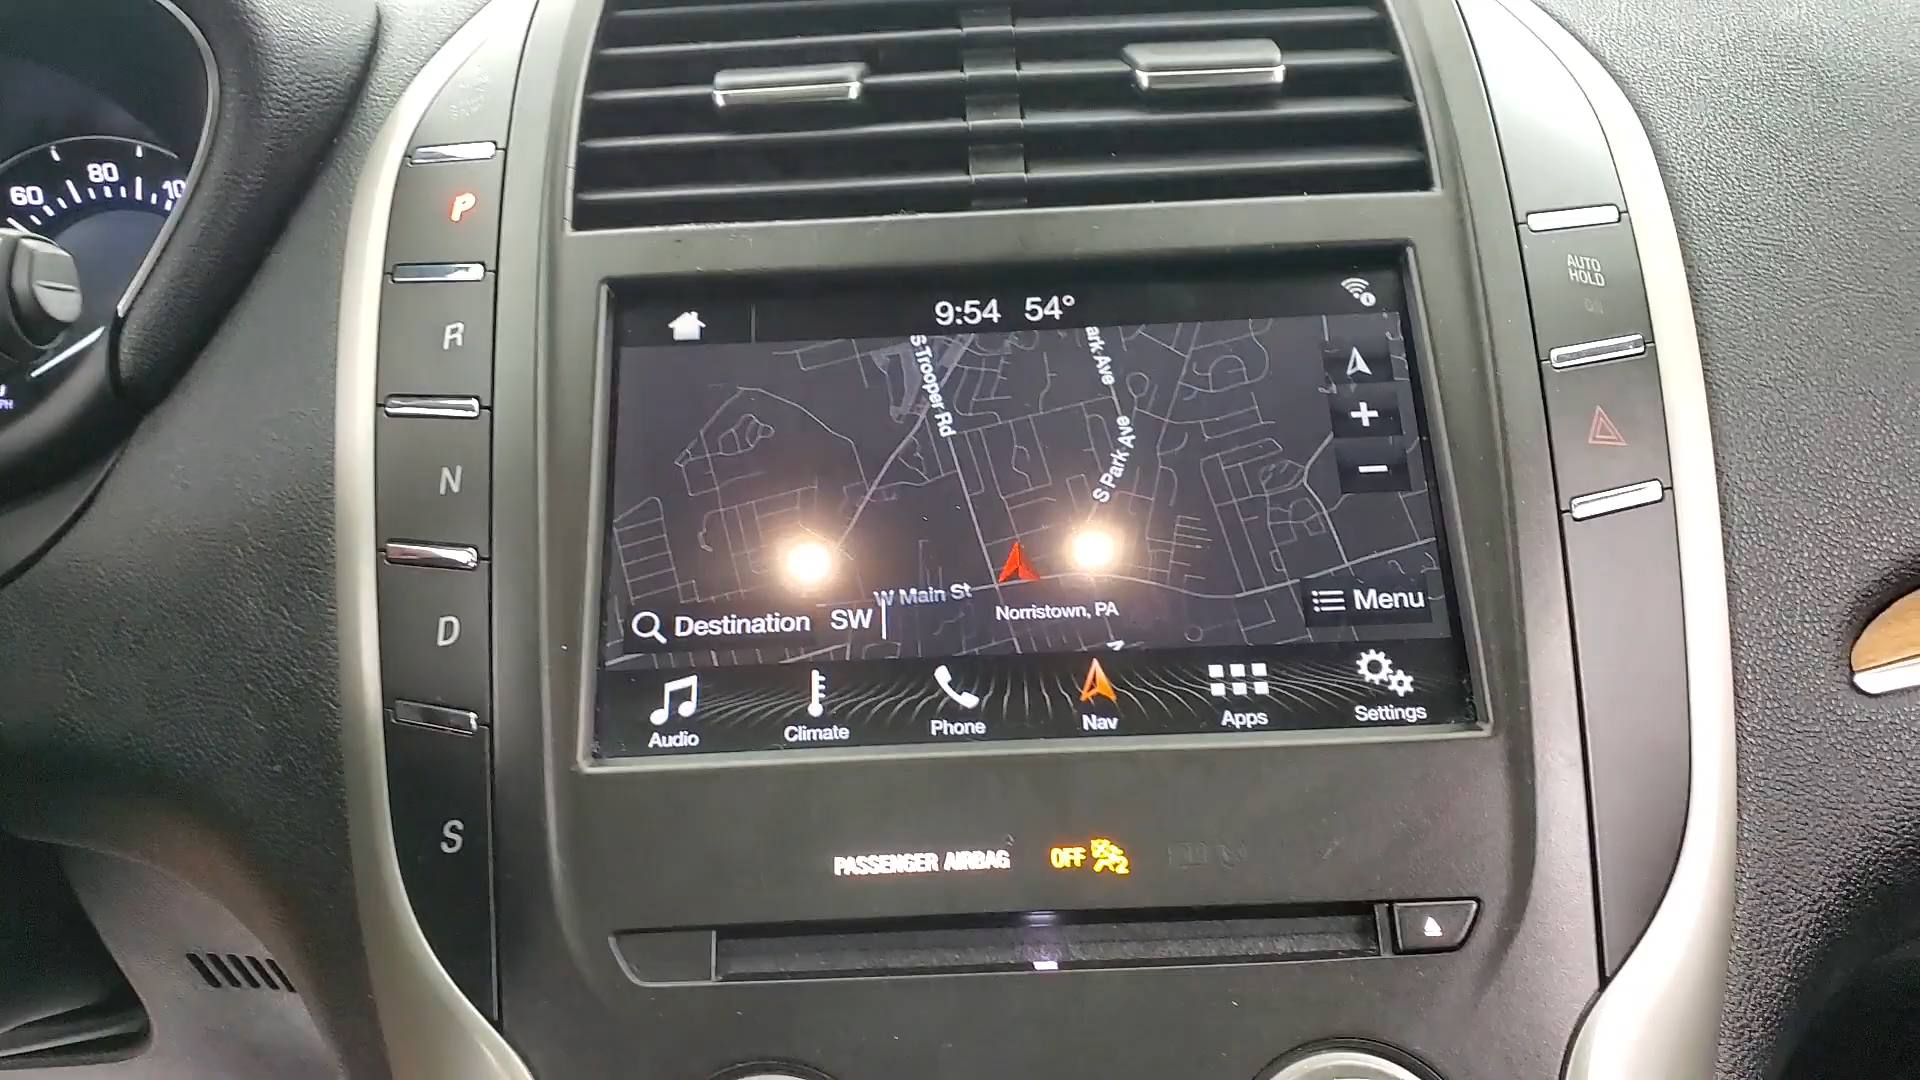 60
80
P
R
N
D
S
9:54 54°
S Trooper Rd
ark Ave
S Park Ave
W Main St
Norristown, PA
Destination SW
Menu
Audio
Climate
Phone
Nav
Apps
Settings
AUTO
HOLD
PASSENGER AIRBAG OFF 2